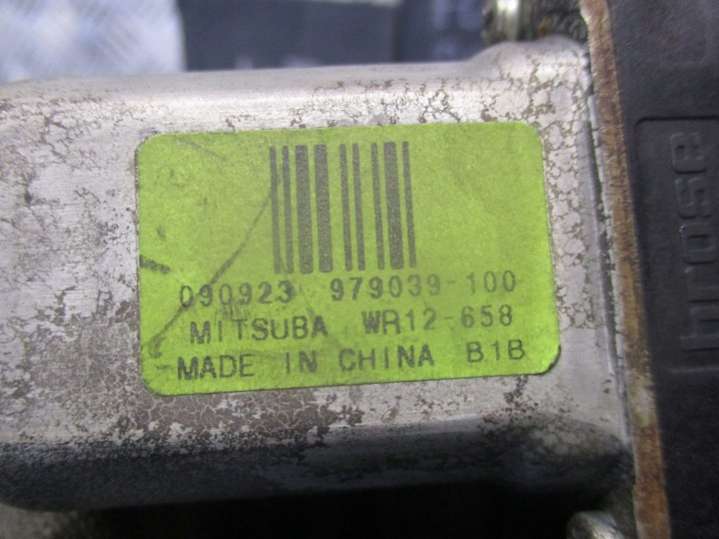 090923 979039-100
MITSUBA WR12-658
MADE IN CHINA B1B
brose